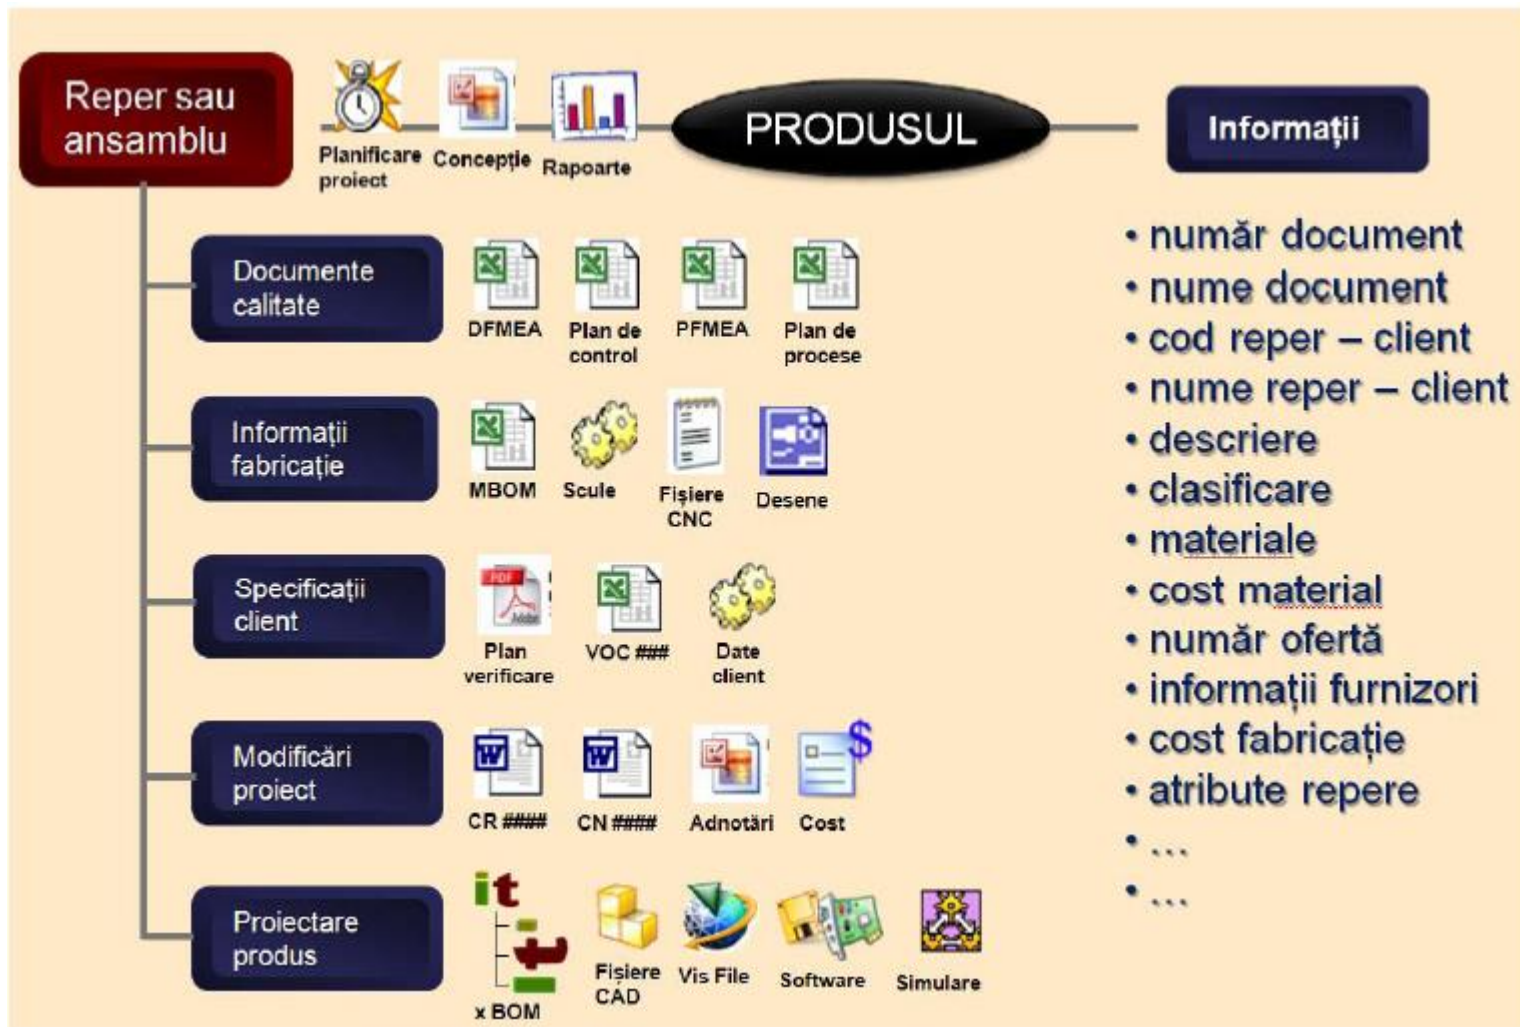 Reper sau
ansamblu
Planificare
proiect
Concepție
Rapoarte
PRODUSUL
Informații
Documente
calitate
DFMEA
Plan de
control
PFMEA
Plan de
procese
Informații
fabricație
MBOM
Scule
Fișiere
CNC
Desene
Specificații
client
PDF
Adobe
Plan
verificare
VOC ###
Date
client
Modificări
proiect
CR ####
CN ####
Adnotări
$
Cost
Proiectare
produs
it
x BOM
Fișiere
CAD
Vis File
Software
Simulare
• număr document
• nume document
• cod reper – client
• nume reper – client
• descriere
• clasificare
• materiale
• cost material
• număr ofertă
• informații furnizori
• cost fabricație
• atribute repere
• ...
• ...